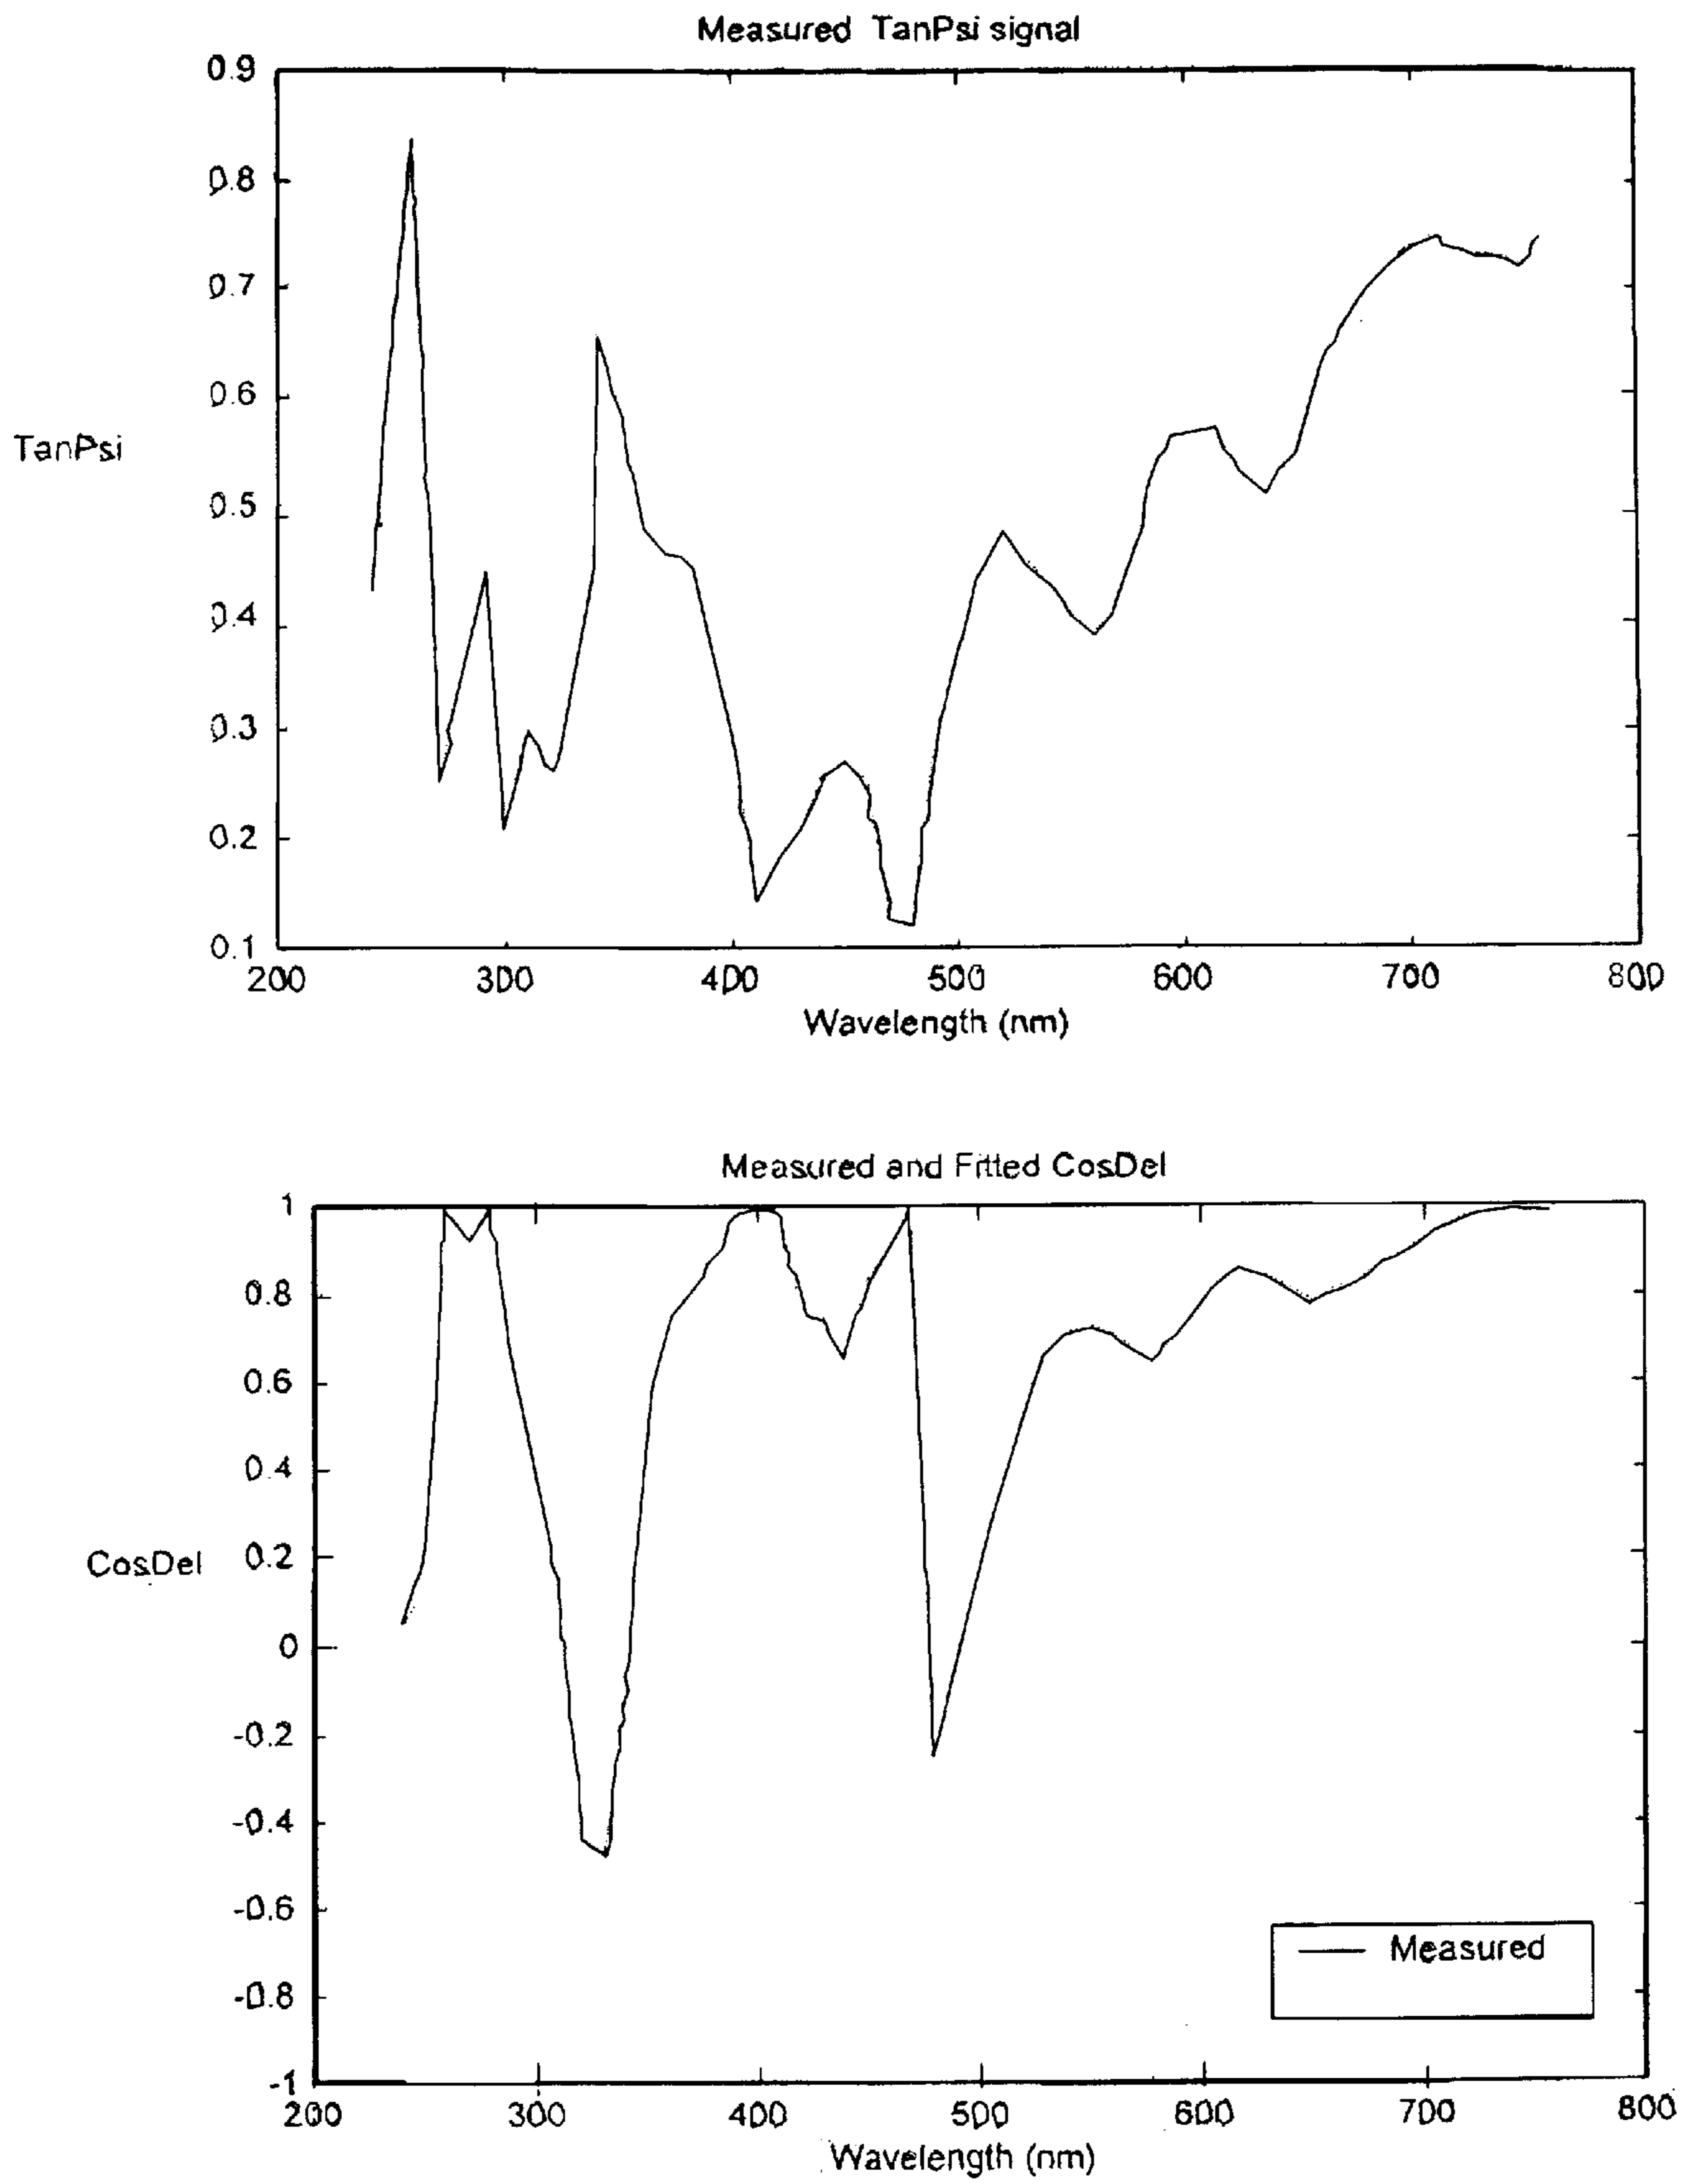 Measured TanPsi signal
0.9
0.8
0.7
0.6
TanPsi
0.5
0.4
0.3
0.2
0.1
200 300 400 500 600 700 800
Wavelength (nm)
Measured and Fitted CosDel
1
0.8
0.6
0.4
CosDel 0.2
0
-0.2
-0.4
-0.6
Measured
-0.8
-1
200 300 400 500 600 700 800
Wavelength (nm)